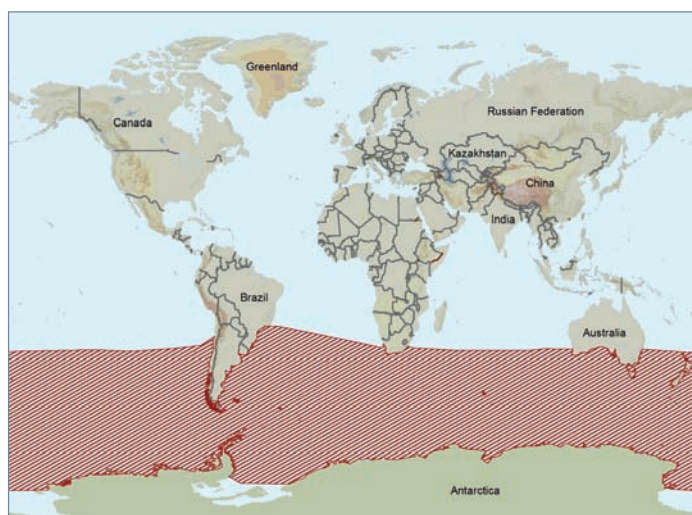 Greenland
Canada
Russian Federation
Kazakhstan
China
India
Brazil
Australia
Antarctica